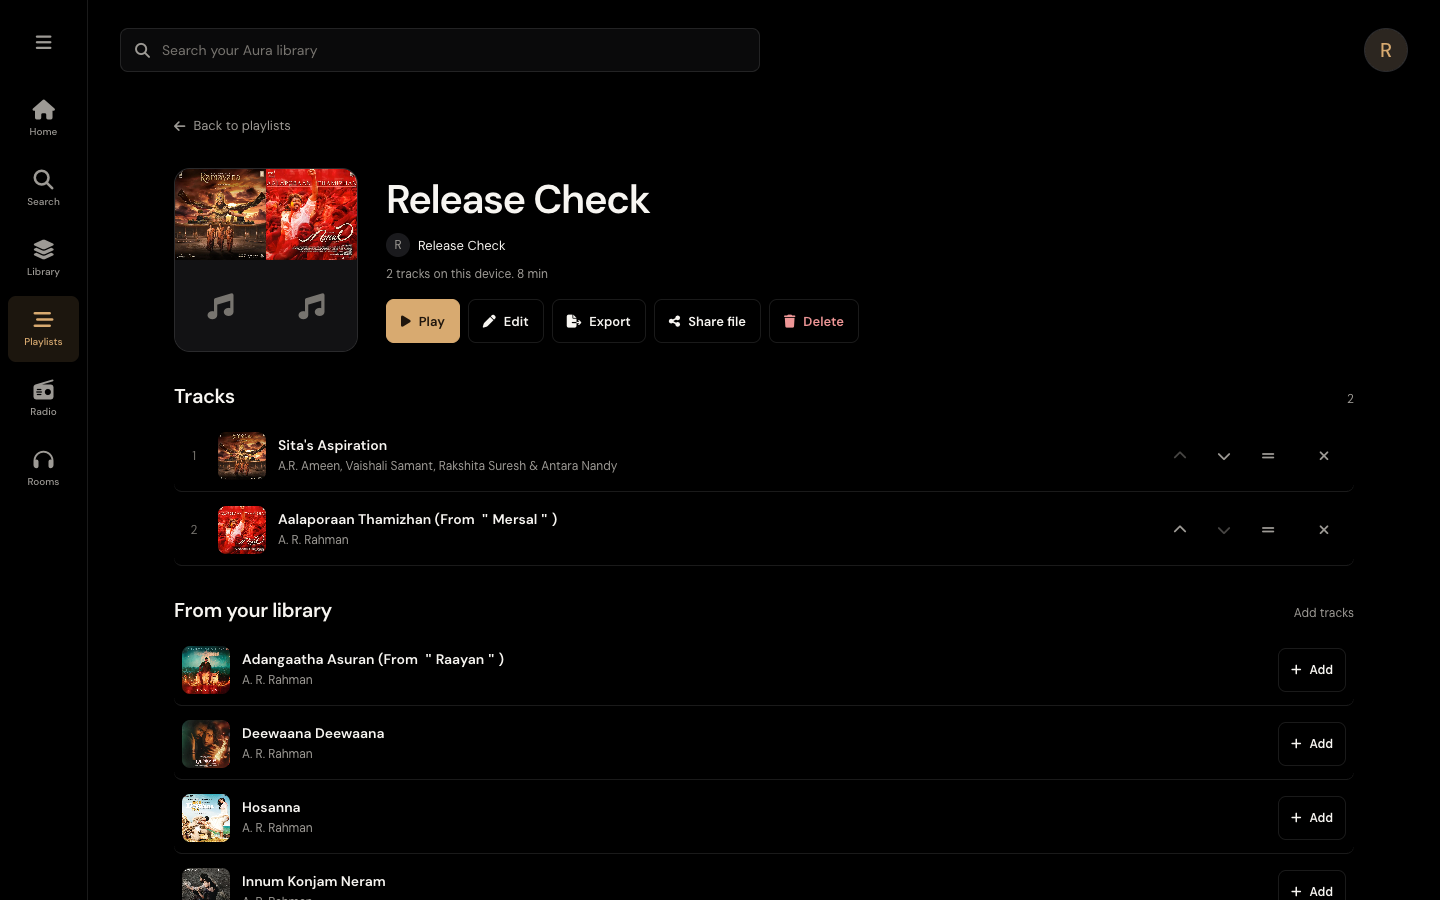 Search your Aura library
R
Home
Search
Library
Playlists
Radio
Rooms
Back to playlists
Ramayana
Release Check
R Release Check
2 tracks on this device. 8 min
Play Edit Export Share file Delete
Tracks 2
1 Sita's Aspiration
A.R. Ameen, Vaishali Samant, Rakshita Suresh & Antara Nandy
2 Aalaporaan Thamizhan (From " Mersal " )
A. R. Rahman
From your library Add tracks
Adangaatha Asuran (From " Raayan " ) + Add
A. R. Rahman
Deewaana Deewaana + Add
A. R. Rahman
Hosanna + Add
A. R. Rahman
Innum Konjam Neram + Add